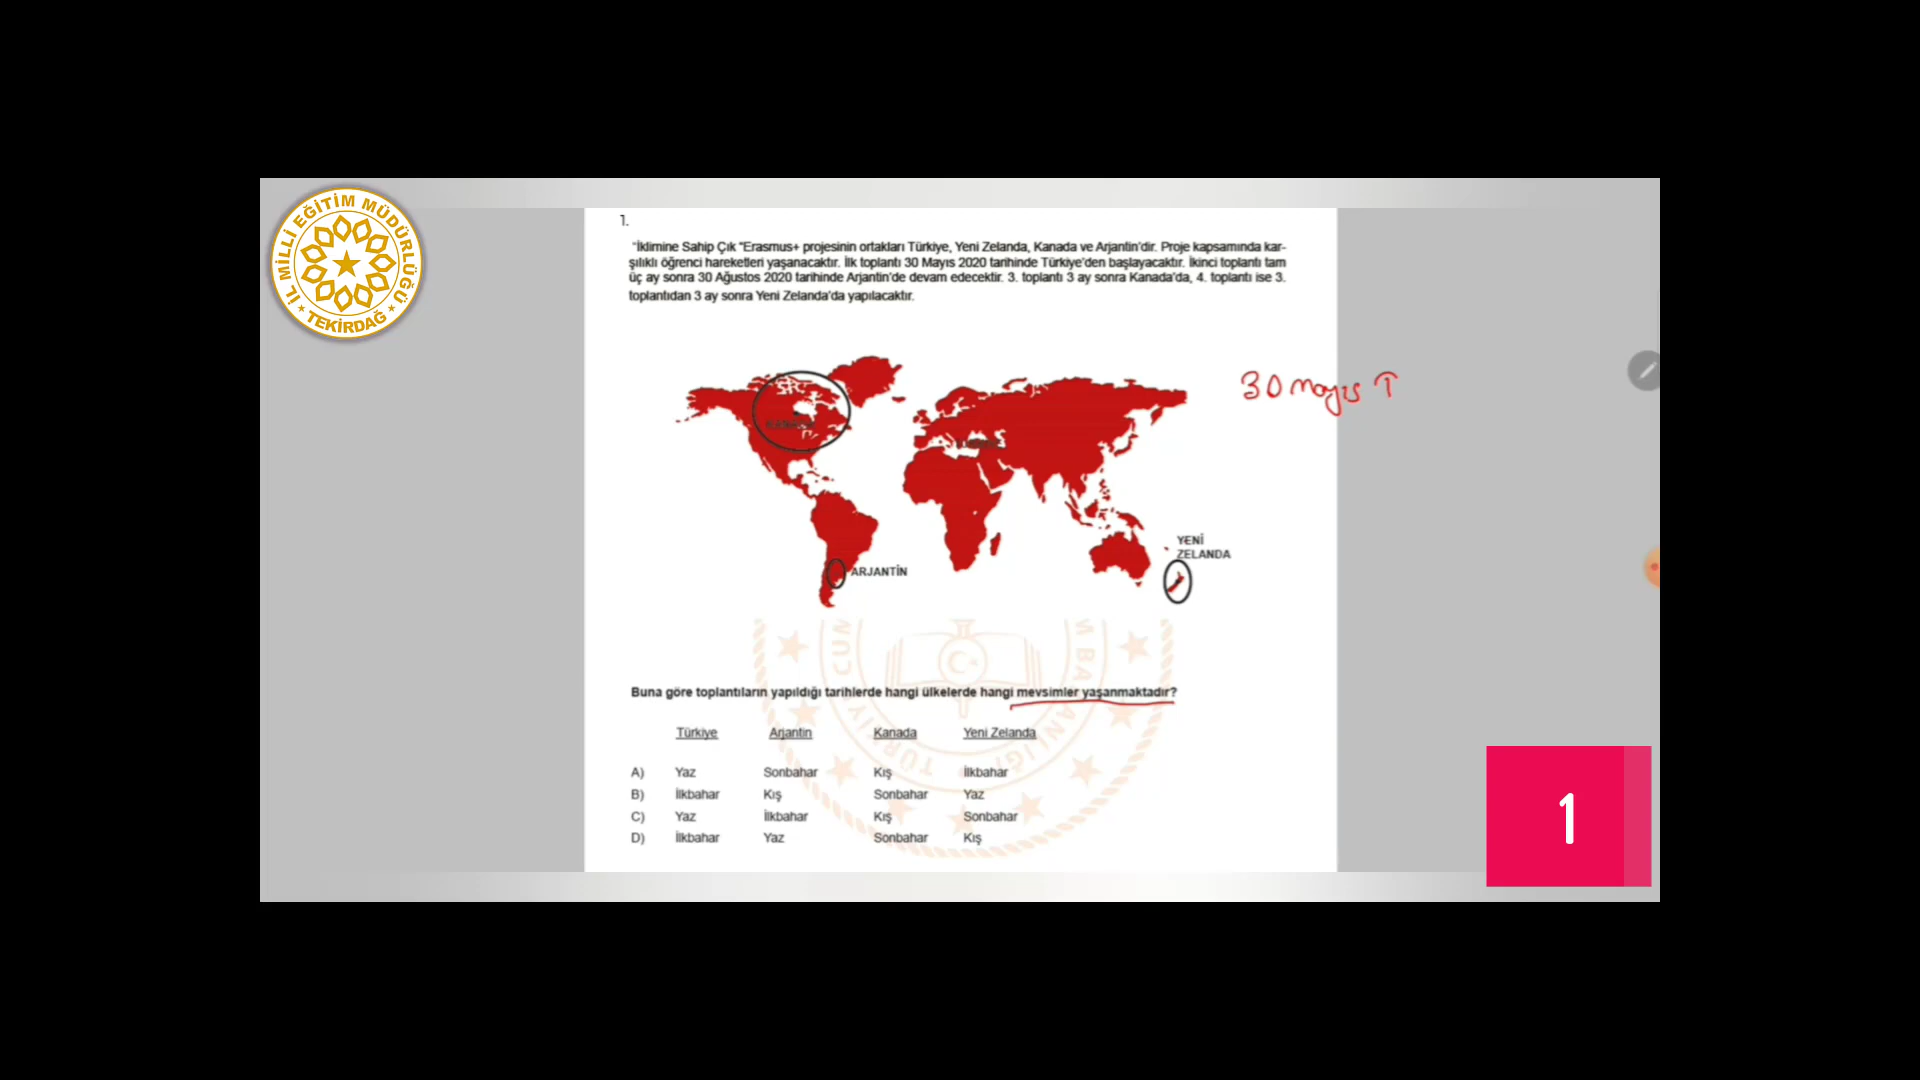 İL MİLLİ EĞİTİM MÜDÜRLÜĞÜ
TEKİRDAĞ
1.
"İklimine Sahip Çık "Erasmus+ projesinin ortakları Türkiye, Yeni Zelanda, Kanada ve Arjantin'dir. Proje kapsamında kar-
şılıklı öğrenci hareketleri yaşanacaktır. İlk toplantı 30 Mayıs 2020 tarihinde Türkiye'den başlayacaktır. İkinci toplantı tam
üç ay sonra 30 Ağustos 2020 tarihinde Arjantin'de devam edecektir. 3. toplantı 3 ay sonra Kanada'da, 4. toplantı ise 3.
toplantıdan 3 ay sonra Yeni Zelanda'da yapılacaktır.
30 mayıs T
YENİ
ZELANDA
ARJANTİN
Buna göre toplantıların yapıldığı tarihlerde hangi ülkelerde hangi mevsimler yaşanmaktadır?
Türkiye Arjantin Kanada Yeni Zelanda
A) Yaz Sonbahar Kış İlkbahar
B) İlkbahar Kış Sonbahar Yaz
C) Yaz İlkbahar Kış Sonbahar
D) İlkbahar Yaz Sonbahar Kış
1